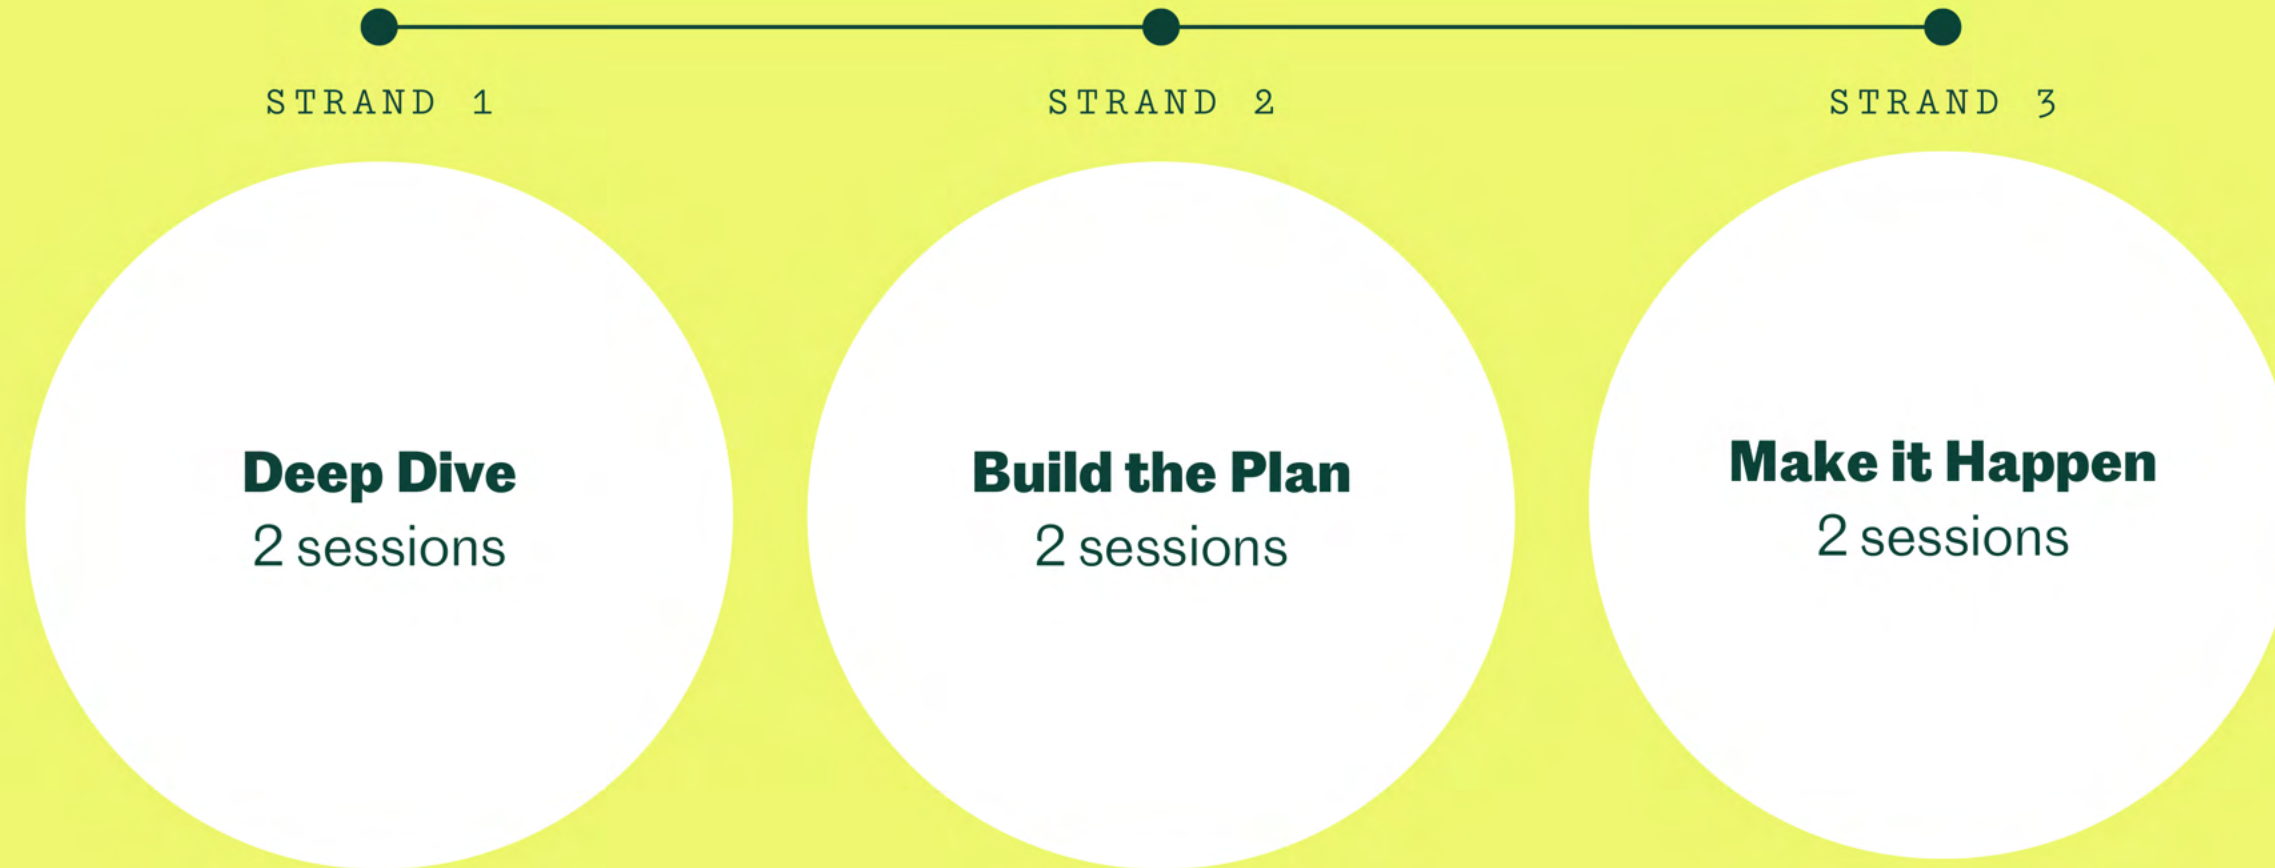 STRAND 1
STRAND 2
STRAND 3
Deep Dive
2 sessions
Build the Plan
2 sessions
Make it Happen
2 sessions